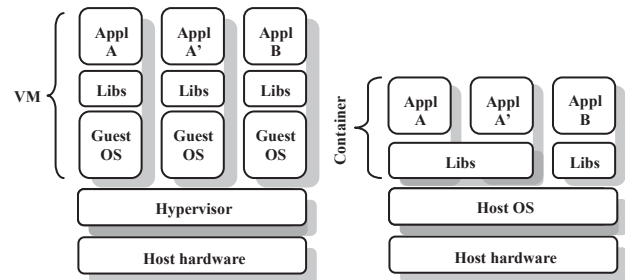 VM
Appl A
Appl A’
Appl B
Libs
Libs
Libs
Guest OS
Guest OS
Guest OS
Hypervisor
Host hardware
Container
Appl A
Appl A’
Appl B
Libs
Libs
Host OS
Host hardware